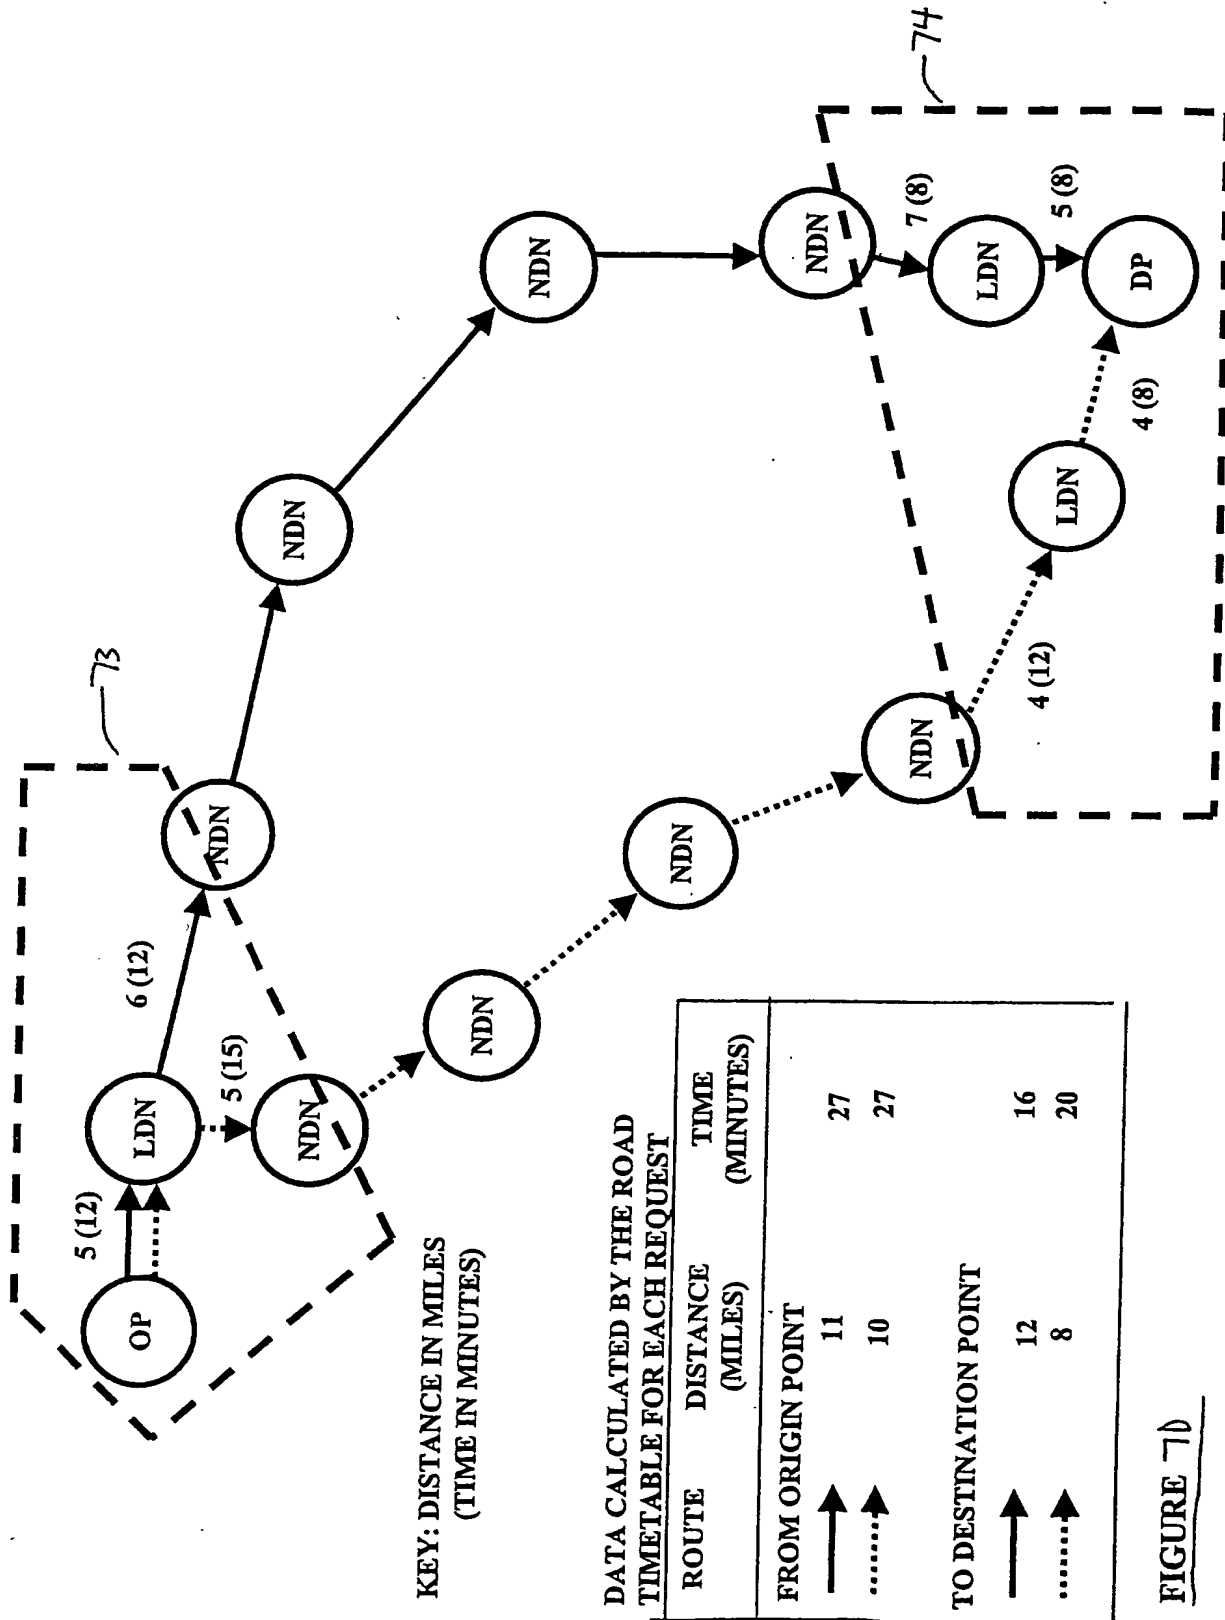 OP
5 (12)
LDN
6 (12)
5 (15)
NDN
NDN
73
NDN
NDN
NDN
NDN
NDN
NDN
4 (12)
LDN
4 (8)
7 (8)
LDN
5 (8)
DP
74
KEY: DISTANCE IN MILES
(TIME IN MINUTES)
DATA CALCULATED BY THE ROAD
TIMETABLE FOR EACH REQUEST
ROUTE DISTANCE TIME
(MILES) (MINUTES)
FROM ORIGIN POINT
11 27
10 27
TO DESTINATION POINT
12 16
8 20
FIGURE 7D